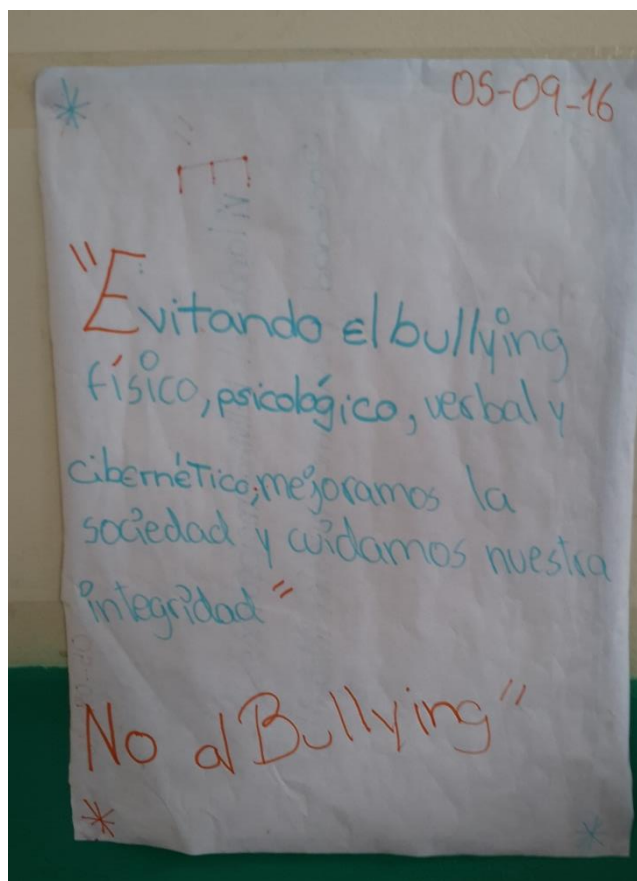 05-09-16
"Evitando el bullying
físico, psicológico, verbal y
cibernético; mejoramos la
sociedad y cuidamos nuestra
integridad"
No al Bullying"